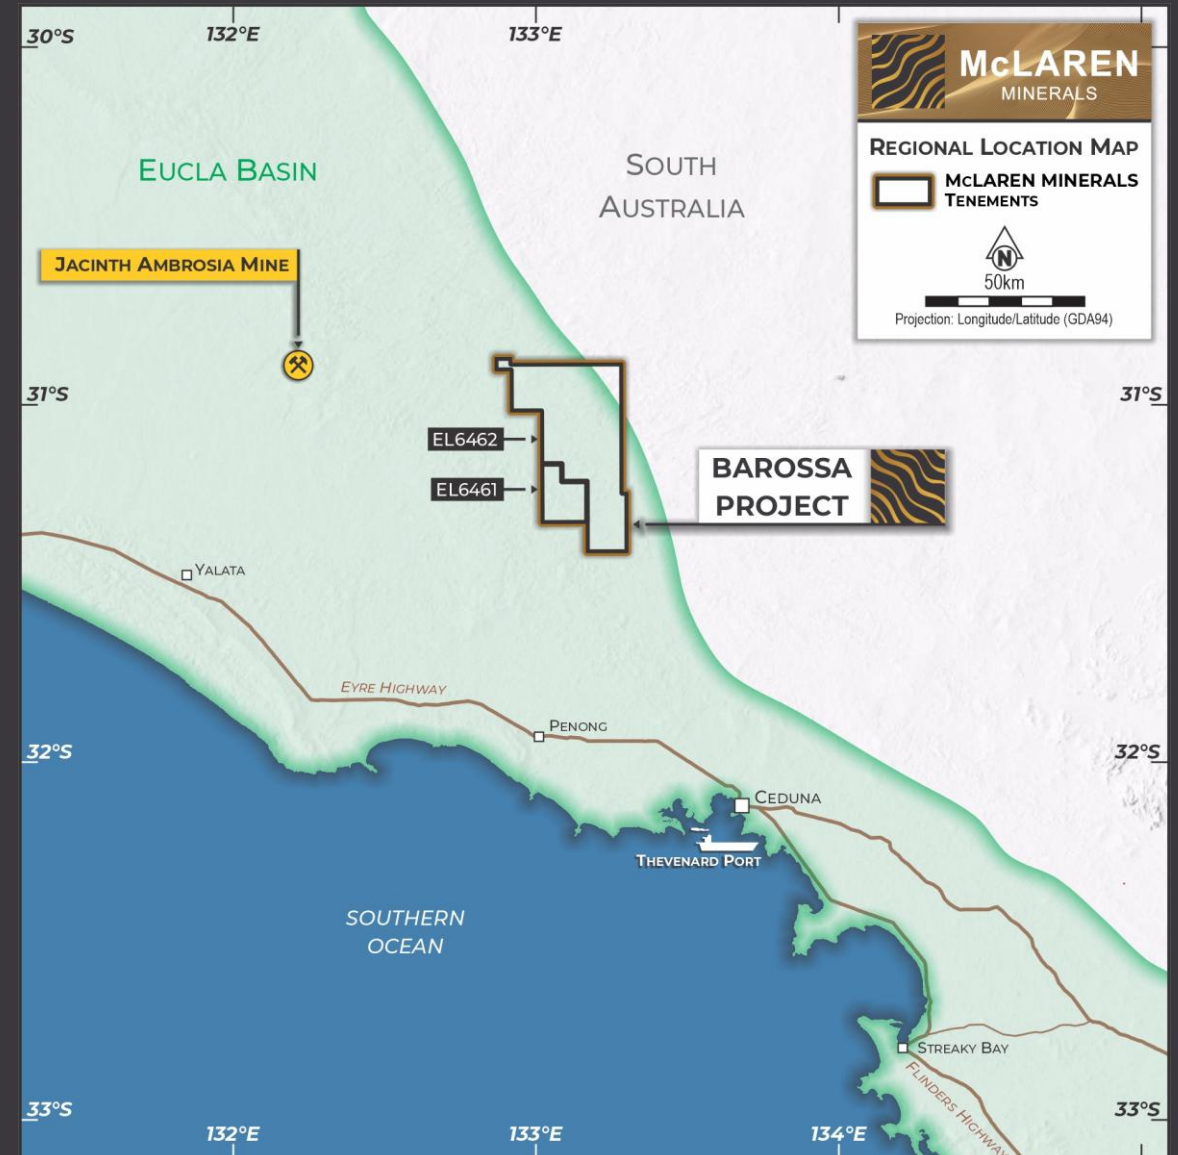 30°S
132°E
133°E
McLAREN
MINERALS
REGIONAL LOCATION MAP
McLAREN MINERALS
TENEMENTS
N
50km
Projection: Longitude/Latitude (GDA94)
EUCLA BASIN
SOUTH
AUSTRALIA
JACINTH AMBROSIA MINE
31°S
31°S
EL6462
EL6461
BAROSSA
PROJECT
YALATA
EYRE HIGHWAY
PENONG
32°S
32°S
CEDUNA
THEVENARD PORT
SOUTHERN
OCEAN
STREAKY BAY
FLINDERS HIGHWAY
33°S
33°S
132°E
133°E
134°E